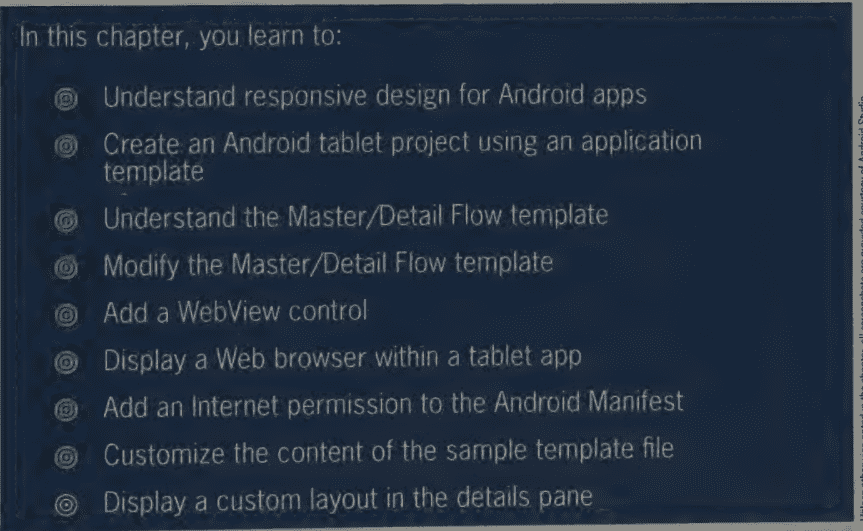 In this chapter, you learn to:
Understand responsive design for Android apps
Create an Android tablet project using an application
template
Understand the Master/Detail Flow template
Modify the Master/Detail Flow template
Add a WebView control
Display a Web browser within a tablet app
Add an Internet permission to the Android Manifest
Customize the content of the sample template file
Display a custom layout in the details pane